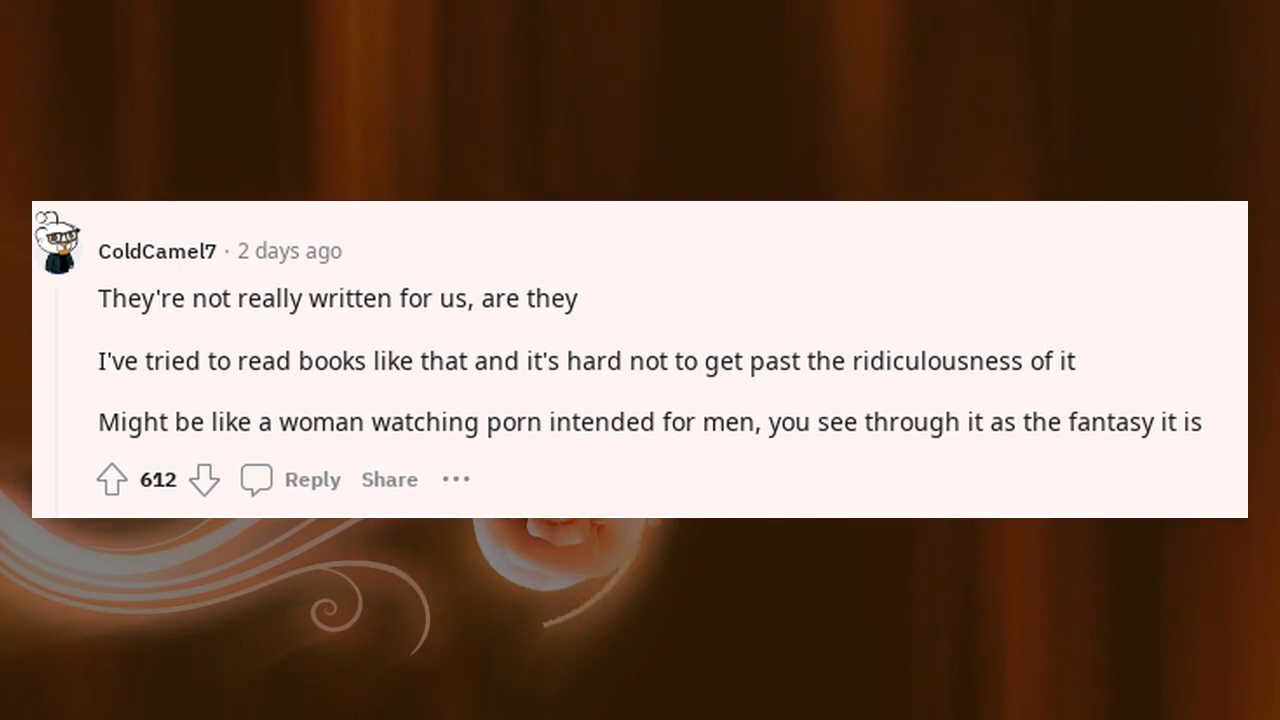 ColdCamel7 · 2 days ago
They're not really written for us, are they
I've tried to read books like that and it's hard not to get past the ridiculousness of it
Might be like a woman watching porn intended for men, you see through it as the fantasy it is
612 Reply Share ···